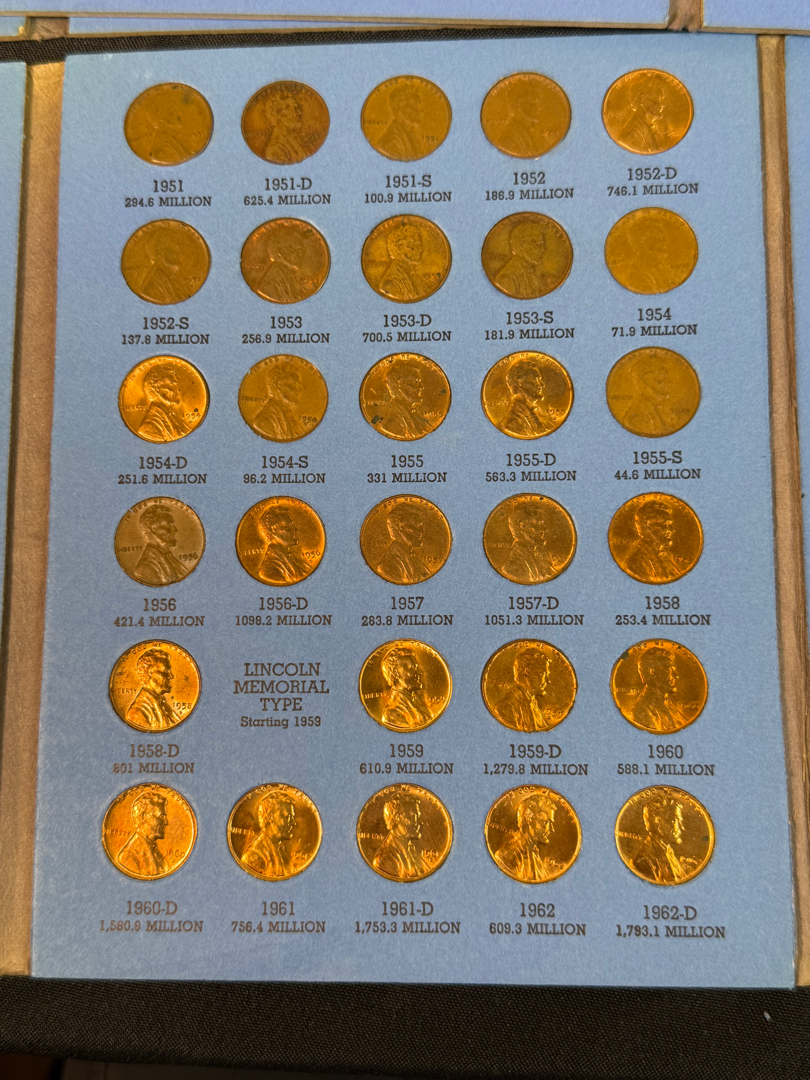 1951 1951-D 1951-S 1952 1952-D
294.6 MILLION 625.4 MILLION 100.9 MILLION 186.9 MILLION 746.1 MILLION
1952-S 1953 1953-D 1953-S 1954
137.8 MILLION 256.9 MILLION 700.5 MILLION 181.9 MILLION 71.9 MILLION
1954-D 1954-S 1955 1955-D 1955-S
251.6 MILLION 96.2 MILLION 331 MILLION 563.3 MILLION 44.6 MILLION
1956 1956-D 1957 1957-D 1958
421.4 MILLION 1098.2 MILLION 283.8 MILLION 1051.3 MILLION 253.4 MILLION
LINCOLN
MEMORIAL
TYPE
Starting 1959
1958-D 1959 1959-D 1960
801 MILLION 610.9 MILLION 1,279.8 MILLION 588.1 MILLION
1960-D 1961 1961-D 1962 1962-D
1,580.9 MILLION 756.4 MILLION 1,753.3 MILLION 609.3 MILLION 1,793.1 MILLION